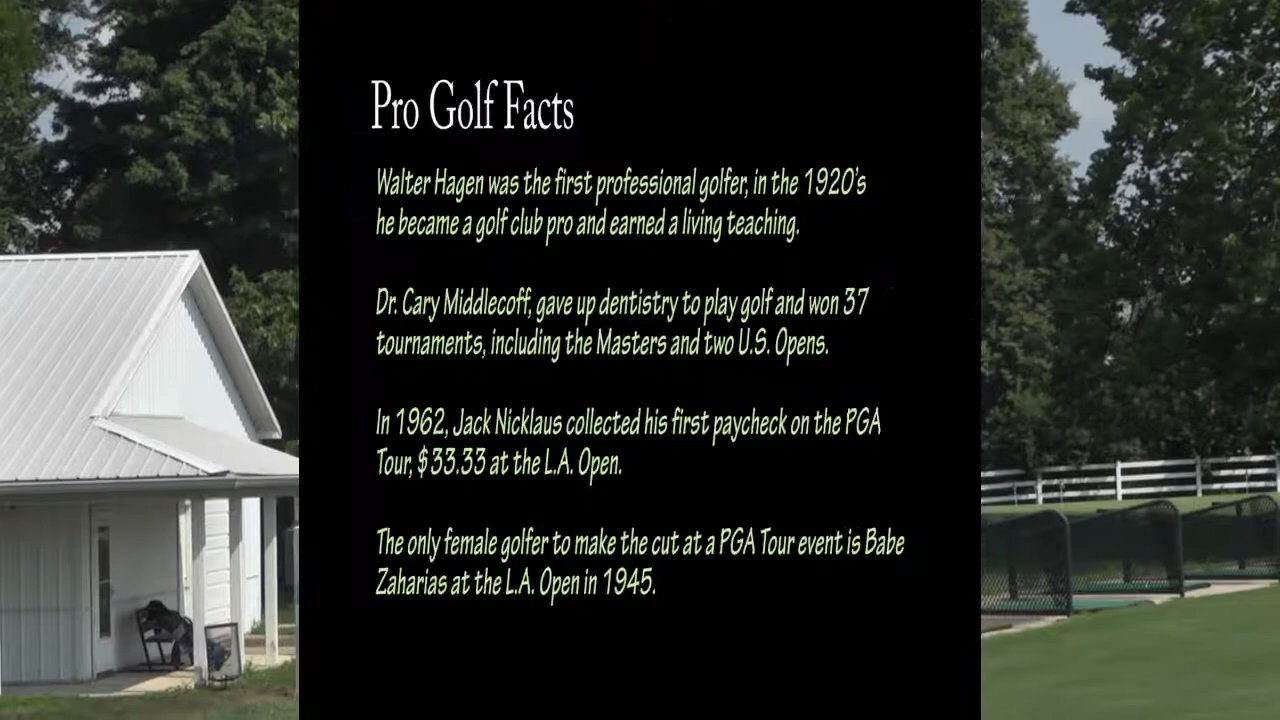 Pro Golf Facts
Walter Hagen was the first professional golfer, in the 1920's
he became a golf club pro and earned a living teaching.
Dr. Cary Middlecoff, gave up dentistry to play golf and won 37
tournaments, including the Masters and two U.S. Opens.
In 1962, Jack Nicklaus collected his first paycheck on the PGA
Tour, $33.33 at the L.A. Open.
The only female golfer to make the cut at a PGA Tour event is Babe
Zaharias at the L.A. Open in 1945.